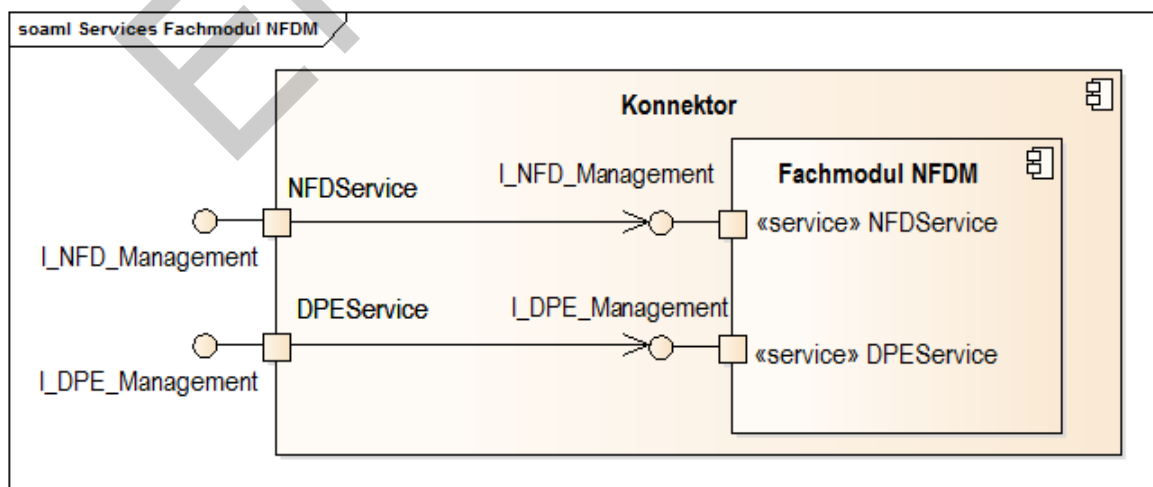 soaml Services Fachmodul NFDM
Konnektor
NFDService
I_NFD_Management
Fachmodul NFDM
«service» NFDService
I_NFD_Management
DPEService
I_DPE_Management
«service» DPEService
I_DPE_Management